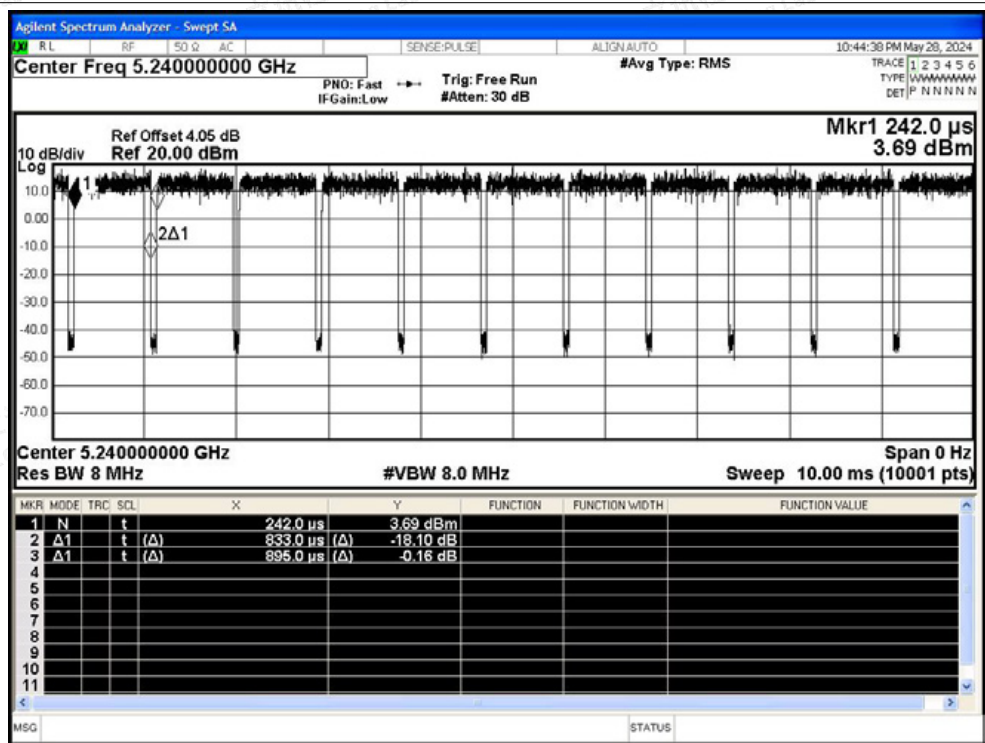 Agilent Spectrum Analyzer - Swept SA
RL RF 50 Ω AC SENSE:PULSE ALIGN AUTO 10:44:38 PM May 28, 2024
Center Freq 5.240000000 GHz #Avg Type: RMS TRACE 1 2 3 4 5 6
PNO: Fast Trig: Free Run TYPE WWWWWW
IFGain:Low #Atten: 30 dB DET P N N N N N
Mkr1 242.0 µs
3.69 dBm
Ref Offset 4.05 dB
10 dB/div Ref 20.00 dBm
Log
10.0
0.00
-10.0
-20.0
-30.0
-40.0
-50.0
-60.0
-70.0
1
2Δ1
Center 5.240000000 GHz Span 0 Hz
Res BW 8 MHz #VBW 8.0 MHz Sweep 10.00 ms (10001 pts)
MKR MODE TRC SCL X Y FUNCTION FUNCTION WIDTH FUNCTION VALUE
1 N t 242.0 µs 3.69 dBm
2 Δ1 t (Δ) 833.0 µs (Δ) -18.10 dB
3 Δ1 t (Δ) 895.0 µs (Δ) -0.16 dB
4
5
6
7
8
9
10
11
MSG STATUS